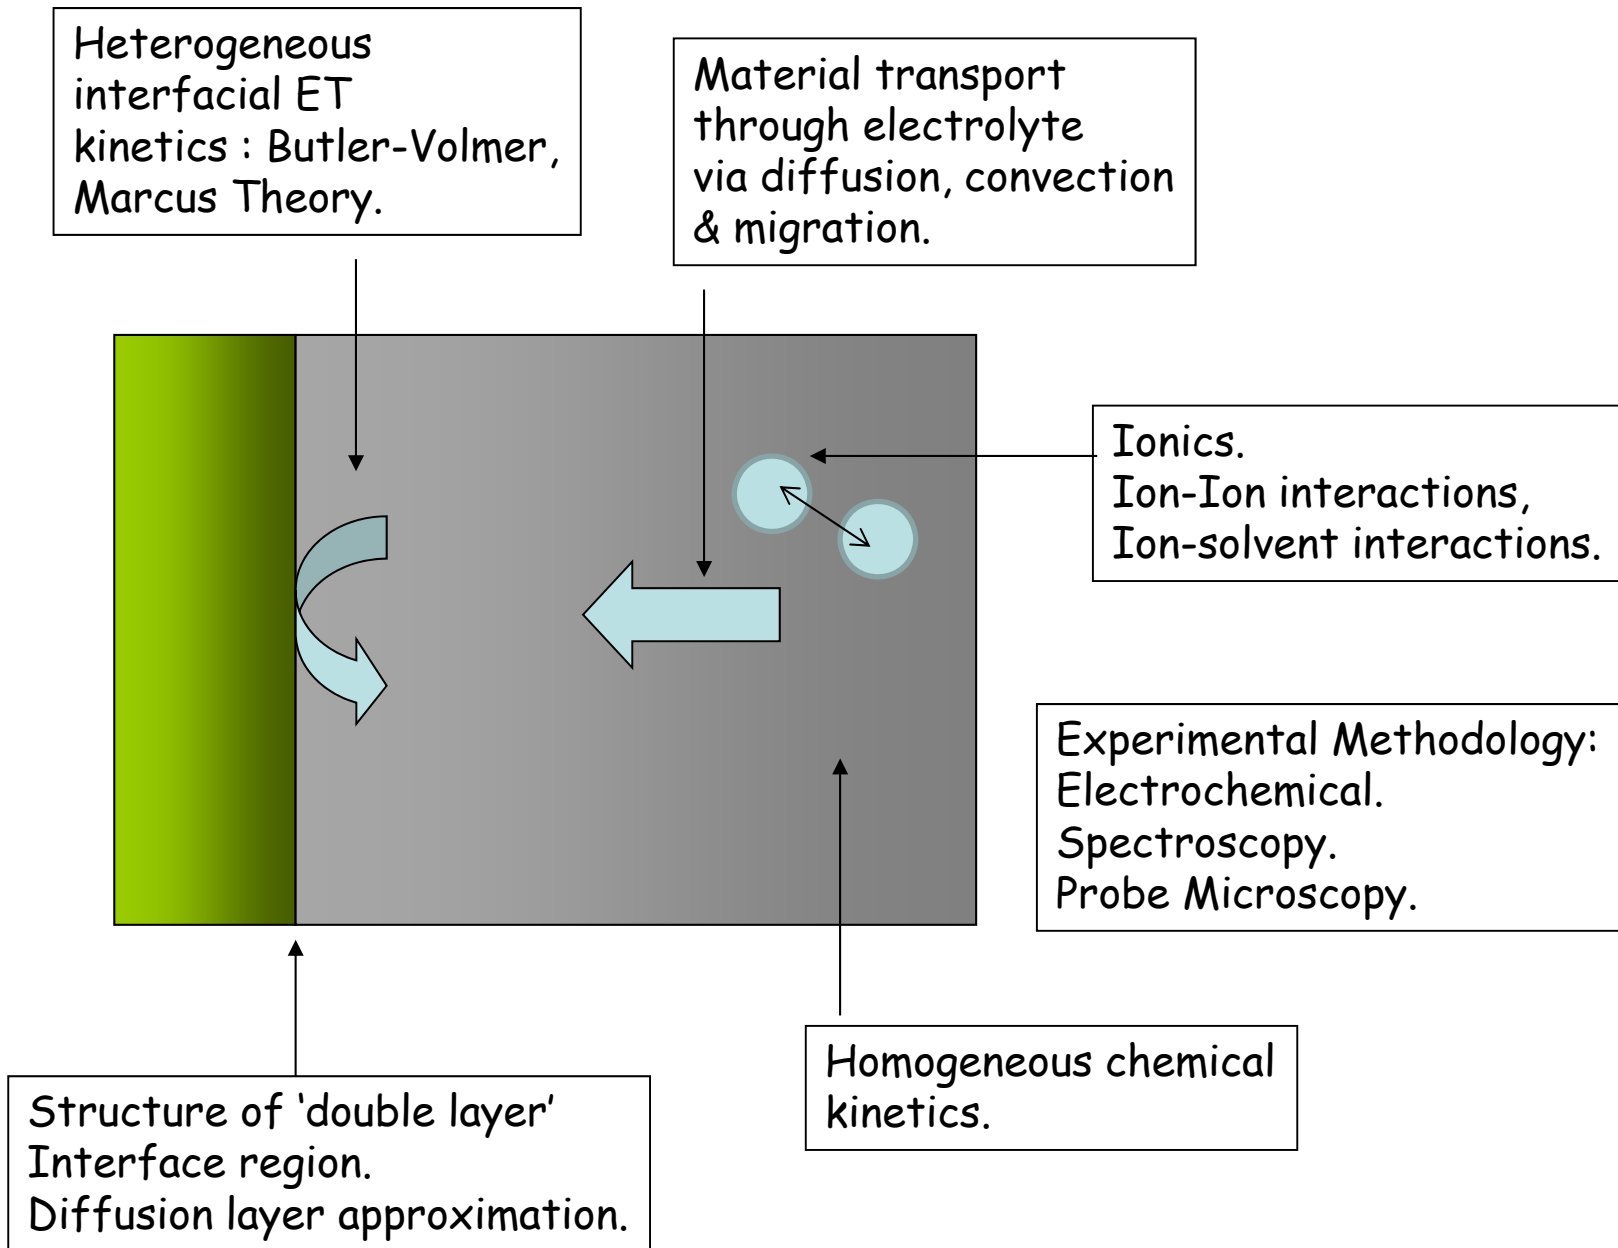 Heterogeneous
interfacial ET
kinetics : Butler-Volmer,
Marcus Theory.
Material transport
through electrolyte
via diffusion, convection
& migration.
Ionics.
Ion-Ion interactions,
Ion-solvent interactions.
Experimental Methodology:
Electrochemical.
Spectroscopy.
Probe Microscopy.
Homogeneous chemical
kinetics.
Structure of ‘double layer’
Interface region.
Diffusion layer approximation.